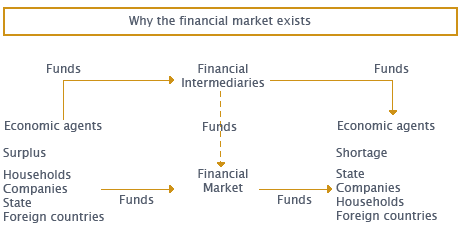 Why the financial market exists
Funds
Financial
Intermediaries
Funds
Economic agents
Funds
Economic agents
Surplus
Shortage
Households
Companies
State
Foreign countries
Funds
Financial
Market
Funds
State
Companies
Households
Foreign countries